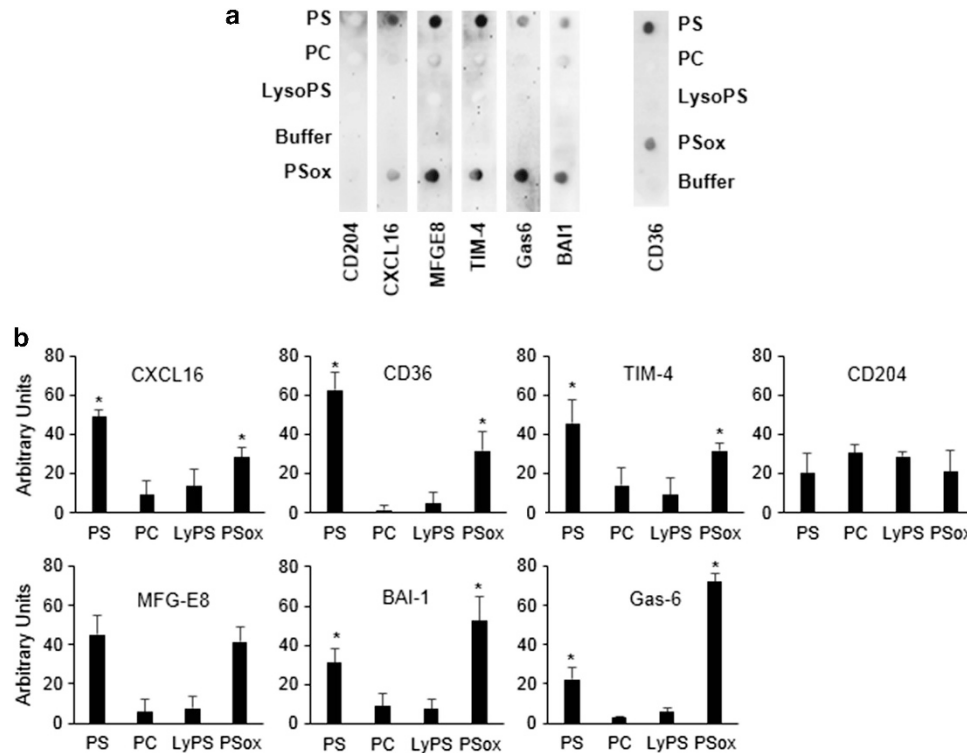 a
PS
PC
LysoPS
Buffer
PSox
CD204
CXCL16
MFGE8
TIM-4
Gas6
BAI1
PS
PC
LysoPS
PSox
Buffer
CD36
b
Arbitrary Units
80
60
40
20
0
CXCL16
*
*
PS PC LyPS PSox
80
60
40
20
0
CD36
*
*
PS PC LyPS PSox
80
60
40
20
0
TIM-4
*
*
PS PC LyPS PSox
80
60
40
20
0
CD204
PS PC LyPS PSox
Arbitrary Units
80
60
40
20
0
MFG-E8
PS PC LyPS PSox
80
60
40
20
0
BAI-1
*
*
PS PC LyPS PSox
80
60
40
20
0
Gas-6
*
*
PS PC LyPS PSox